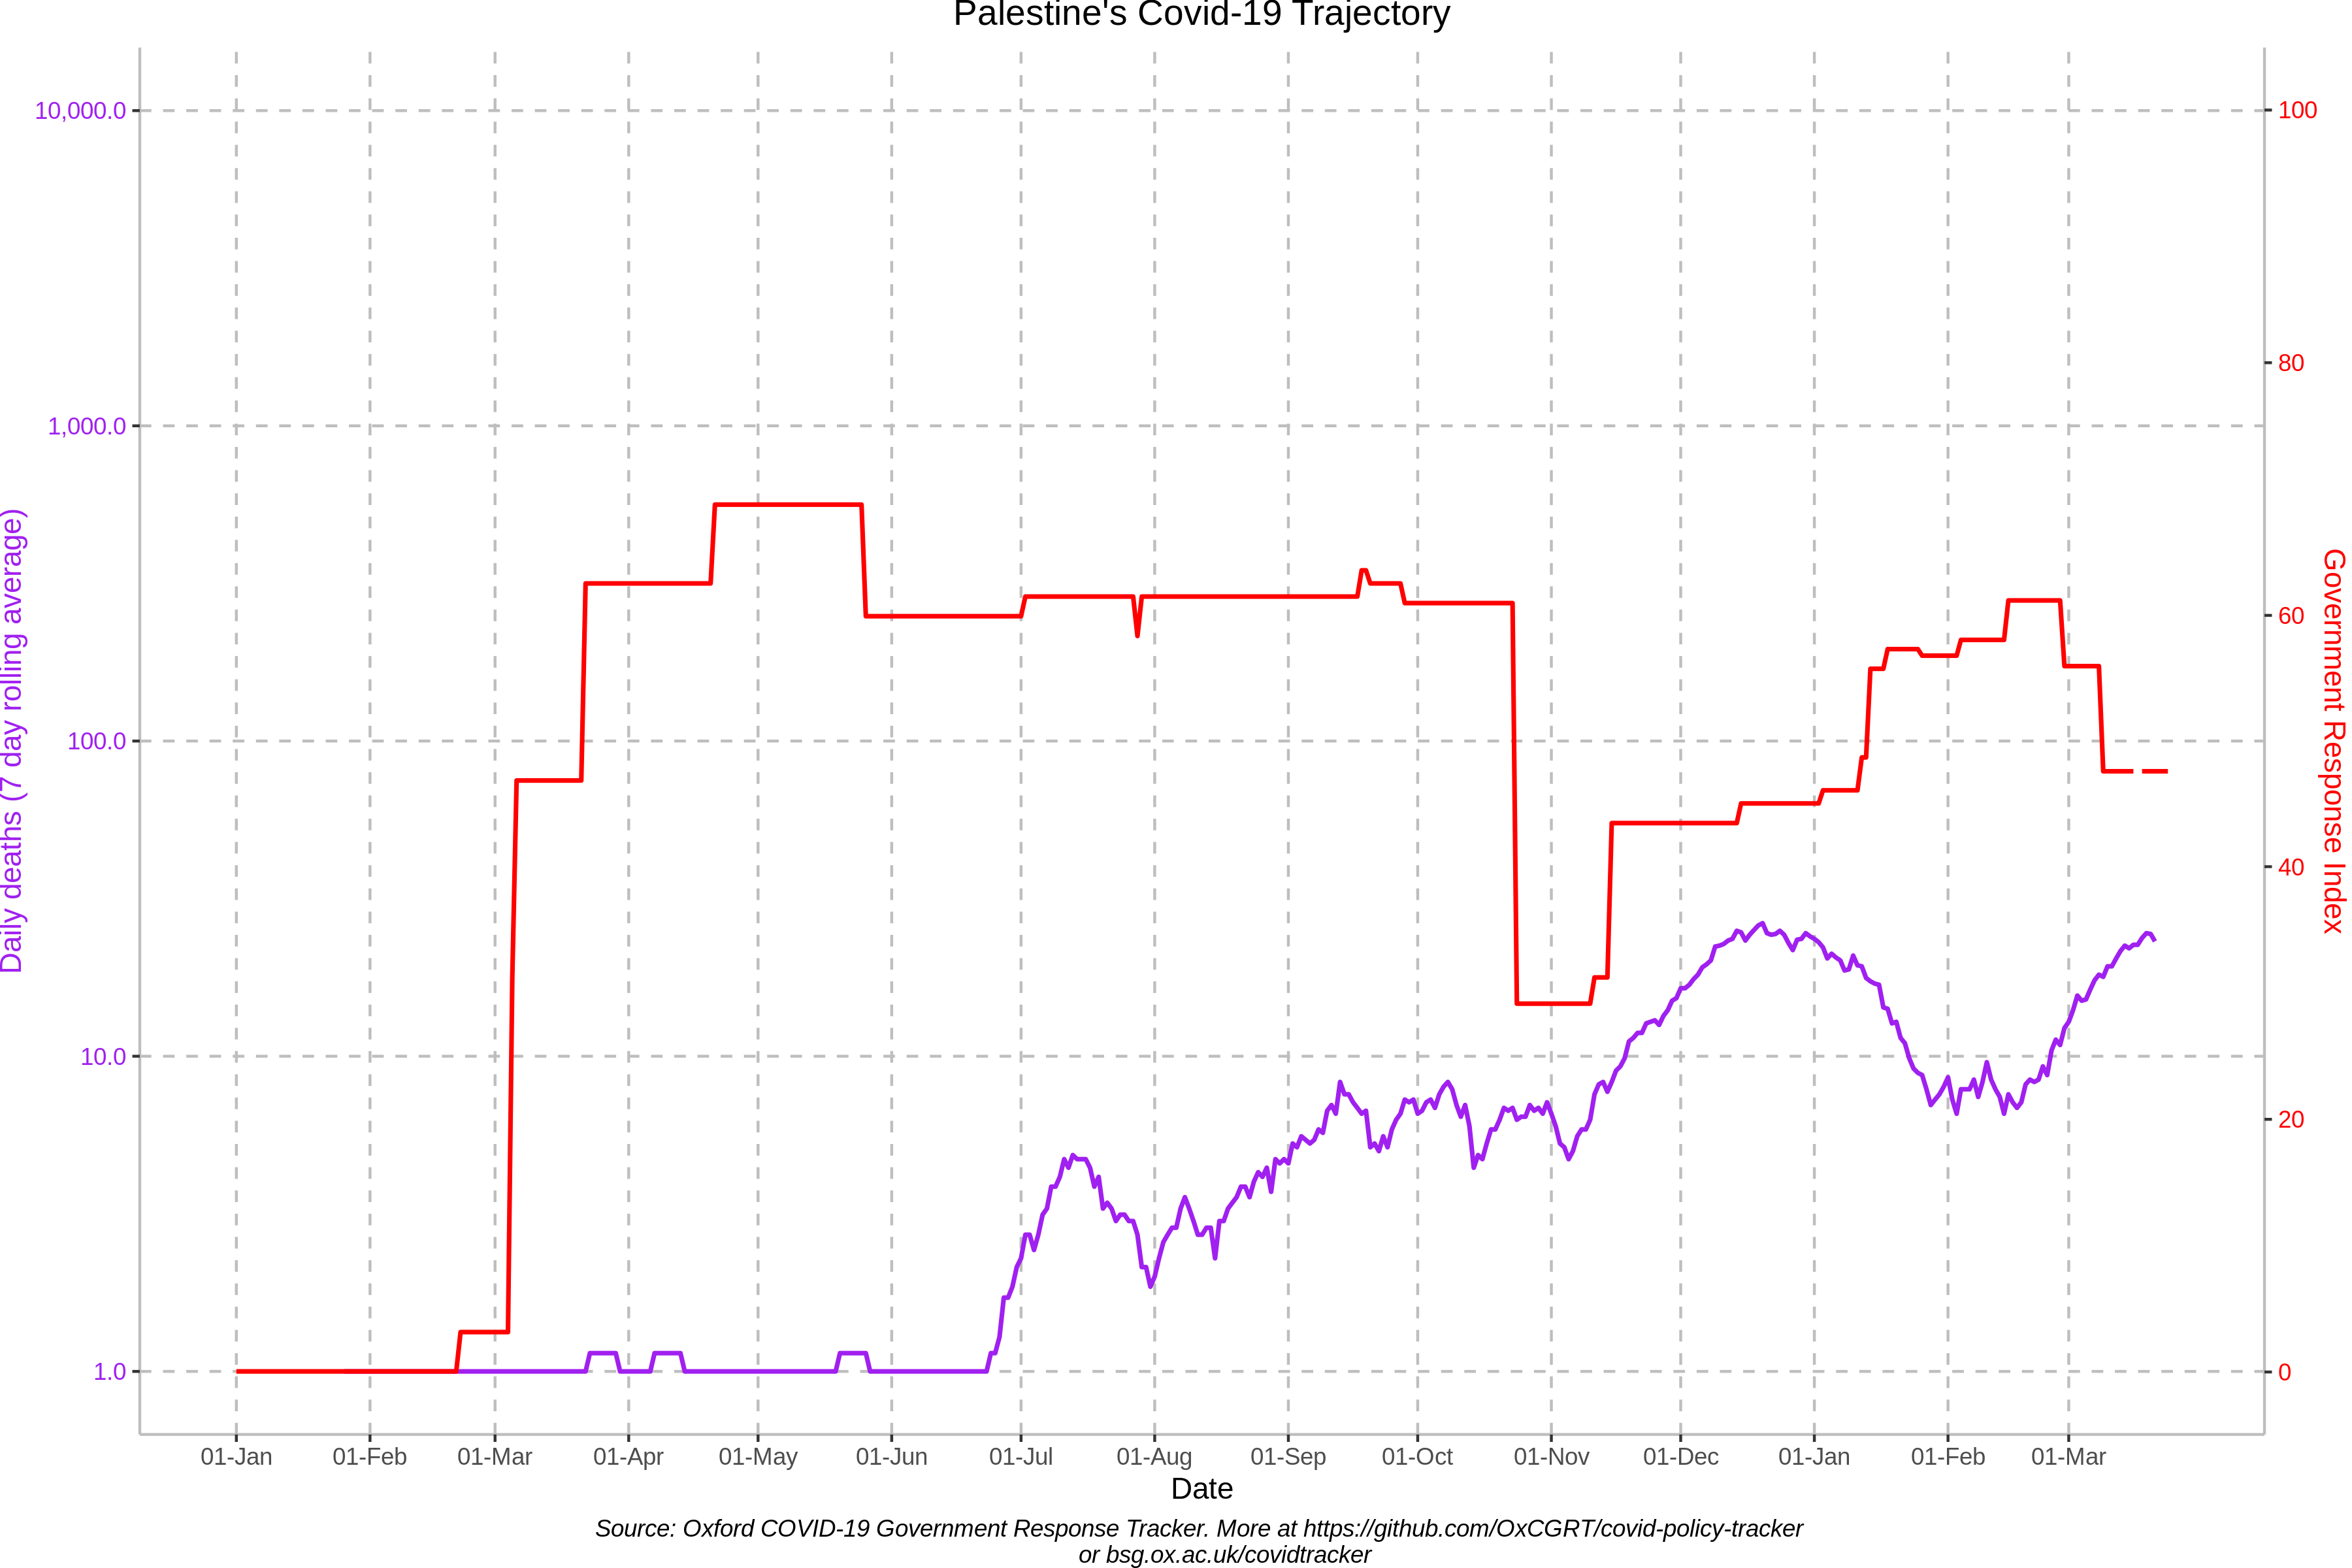 Palestine's Covid-19 Trajectory
10,000.0
1,000.0
100.0
10.0
1.0
Daily deaths (7 day rolling average)
100
80
60
40
20
0
Government Response Index
01-Jan 01-Feb 01-Mar 01-Apr 01-May 01-Jun 01-Jul 01-Aug 01-Sep 01-Oct 01-Nov 01-Dec 01-Jan 01-Feb 01-Mar
Date
Source: Oxford COVID-19 Government Response Tracker. More at https://github.com/OxCGRT/covid-policy-tracker
or bsg.ox.ac.uk/covidtracker